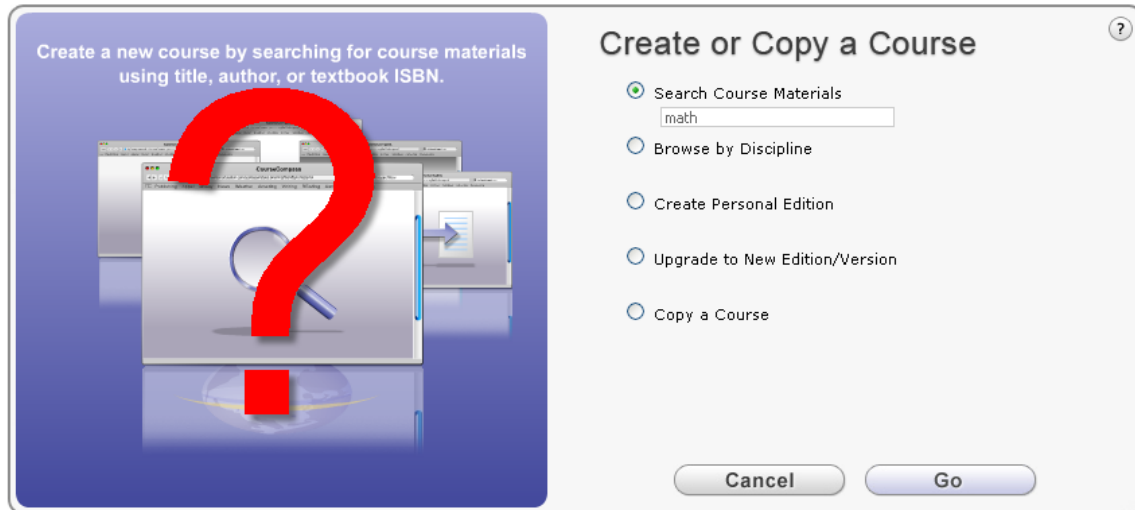 Create a new course by searching for course materials
using title, author, or textbook ISBN.
CourseCompass
Create or Copy a Course
?
Search Course Materials
math
Browse by Discipline
Create Personal Edition
Upgrade to New Edition/Version
Copy a Course
Cancel
Go